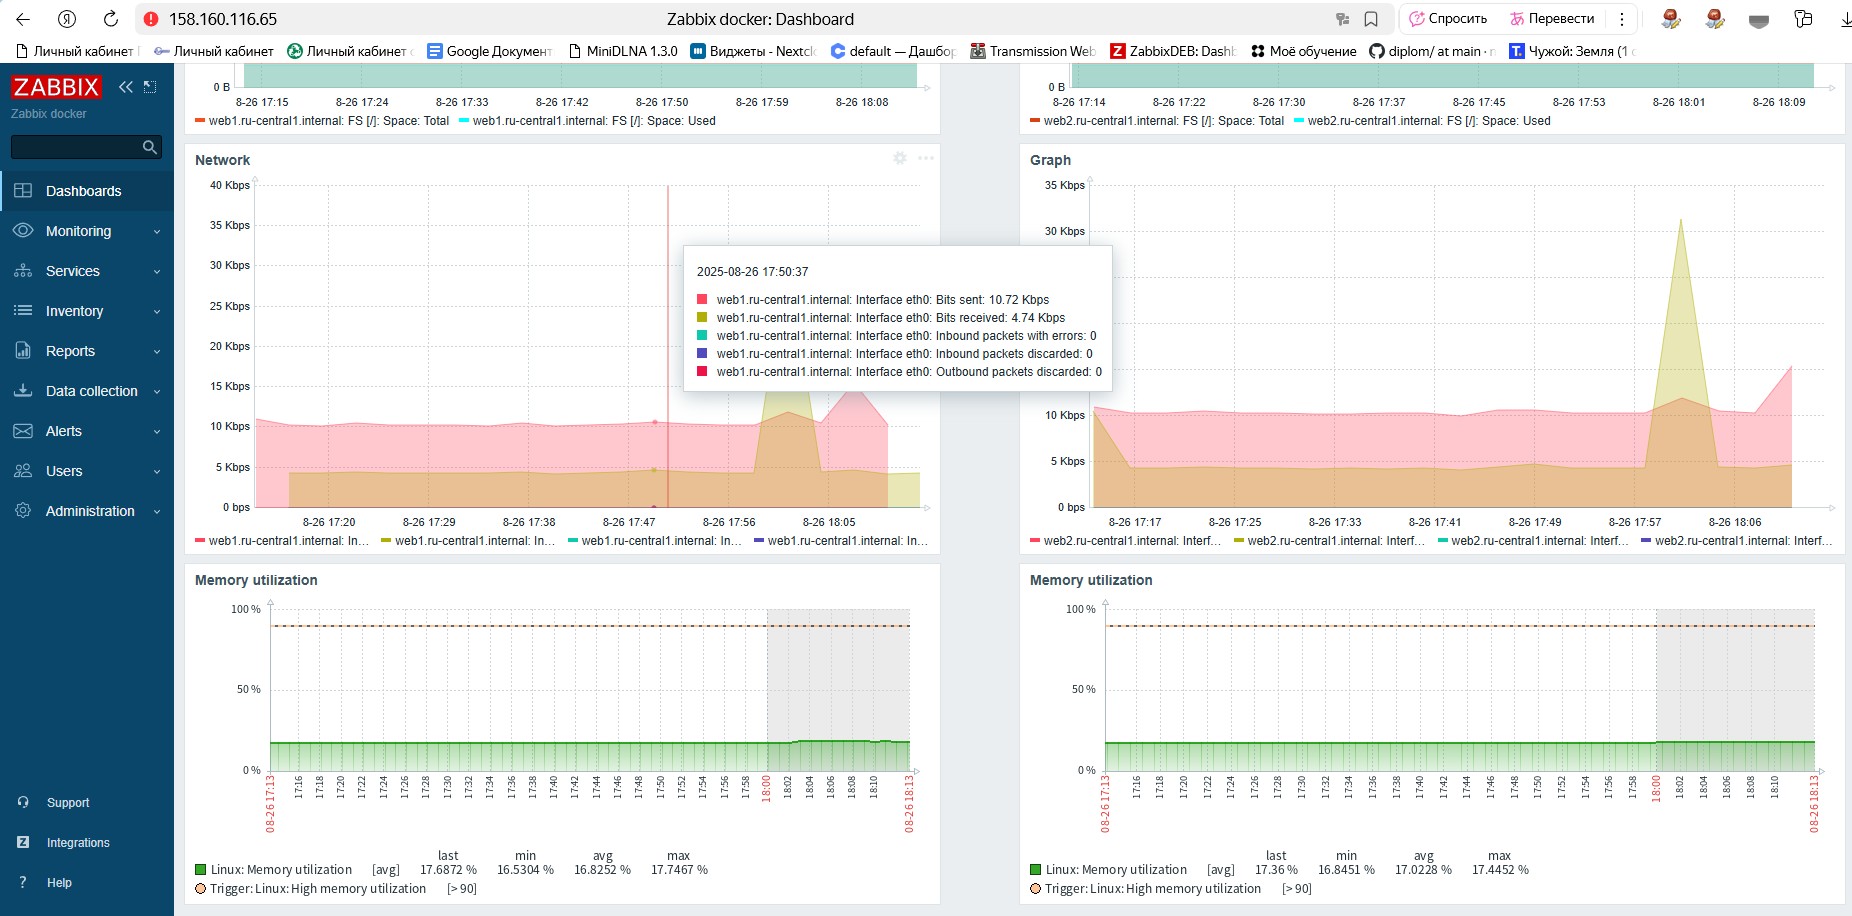 158.160.116.65
Zabbix docker: Dashboard
Спросить
Перевести
Личный кабинет
Личный кабинет
Личный кабинет
Google Документ
MiniDLNA 1.3.0
Виджеты - Nextcl
default — Дашбор
Transmission Web
ZabbixDEB: Dashb
Моё обучение
diplom/ at main ·
Чужой: Земля (1
ZABBIX
Zabbix docker
Dashboards
Monitoring
Services
Inventory
Reports
Data collection
Alerts
Users
Administration
Support
Integrations
Help
0 B
8-26 17:15 8-26 17:24 8-26 17:33 8-26 17:42 8-26 17:50 8-26 17:59 8-26 18:08
web1.ru-central1.internal: FS [/]: Space: Total web1.ru-central1.internal: FS [/]: Space: Used
0 B
8-26 17:14 8-26 17:22 8-26 17:30 8-26 17:37 8-26 17:45 8-26 17:53 8-26 18:01 8-26 18:09
web2.ru-central1.internal: FS [/]: Space: Total web2.ru-central1.internal: FS [/]: Space: Used
Network
40 Kbps
35 Kbps
30 Kbps
25 Kbps
20 Kbps
15 Kbps
10 Kbps
5 Kbps
0 bps
8-26 17:20 8-26 17:29 8-26 17:38 8-26 17:47 8-26 17:56 8-26 18:05
web1.ru-central1.internal: In... web1.ru-central1.internal: In... web1.ru-central1.internal: In... web1.ru-central1.internal: In...
2025-08-26 17:50:37
web1.ru-central1.internal: Interface eth0: Bits sent: 10.72 Kbps
web1.ru-central1.internal: Interface eth0: Bits received: 4.74 Kbps
web1.ru-central1.internal: Interface eth0: Inbound packets with errors: 0
web1.ru-central1.internal: Interface eth0: Inbound packets discarded: 0
web1.ru-central1.internal: Interface eth0: Outbound packets discarded: 0
Graph
35 Kbps
30 Kbps
10 Kbps
5 Kbps
0 bps
8-26 17:17 8-26 17:25 8-26 17:33 8-26 17:41 8-26 17:49 8-26 17:57 8-26 18:06
web2.ru-central1.internal: Interf... web2.ru-central1.internal: Interf... web2.ru-central1.internal: Interf... web2.ru-central1.internal: Interf...
Memory utilization
100 %
50 %
0 %
08-26 17:13 17:16 17:18 17:20 17:22 17:24 17:26 17:28 17:30 17:32 17:34 17:36 17:38 17:40 17:42 17:44 17:46 17:48 17:50 17:52 17:54 17:56 17:58 18:00 18:02 18:04 18:06 18:08 18:10 08-26 18:13
last min avg max
Linux: Memory utilization [avg] 17.6872 % 16.5304 % 16.8252 % 17.7467 %
Trigger: Linux: High memory utilization [> 90]
Memory utilization
100 %
50 %
0 %
08-26 17:13 17:16 17:18 17:20 17:22 17:24 17:26 17:28 17:30 17:32 17:34 17:36 17:38 17:40 17:42 17:44 17:46 17:48 17:50 17:52 17:54 17:56 17:58 18:00 18:02 18:04 18:06 18:08 18:10 08-26 18:13
last min avg max
Linux: Memory utilization [avg] 17.36 % 16.8451 % 17.0228 % 17.4452 %
Trigger: Linux: High memory utilization [> 90]